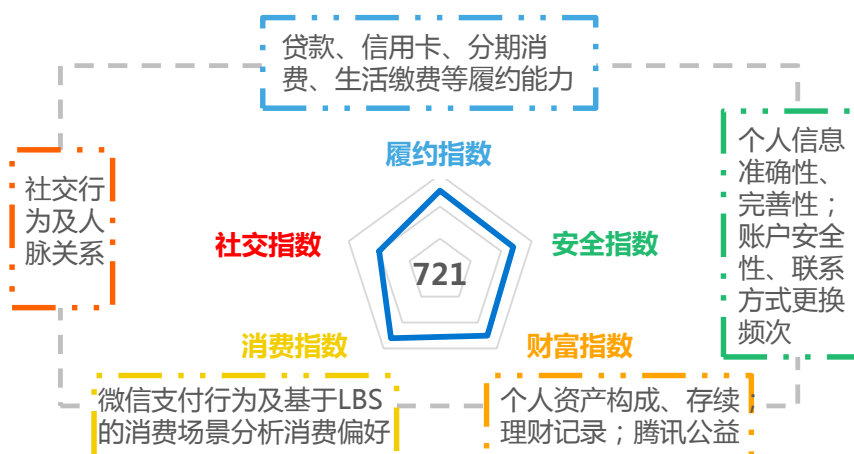 贷款、信用卡、分期消
费、生活缴费等履约能力
履约指数
社交行
为及人
脉关系
社交指数
721
安全指数
个人信息
准确性、
完善性；
账户安全
性、联系
方式更换
频次
消费指数
财富指数
微信支付行为及基于LBS
的消费场景分析消费偏好
个人资产构成、存续；
理财记录；腾讯公益